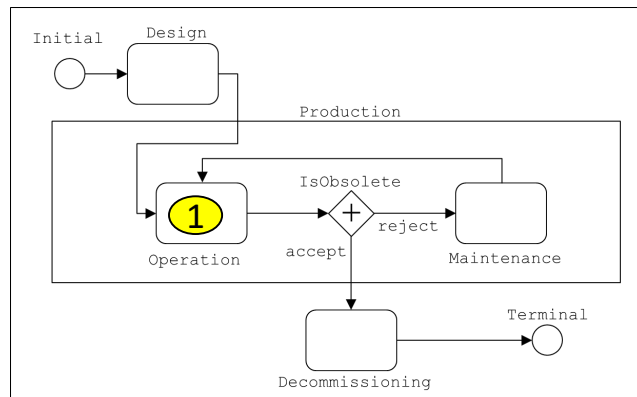 Initial
Design
Production
IsObsolete
1
+
reject
accept
Operation
Maintenance
Terminal
Decommissioning